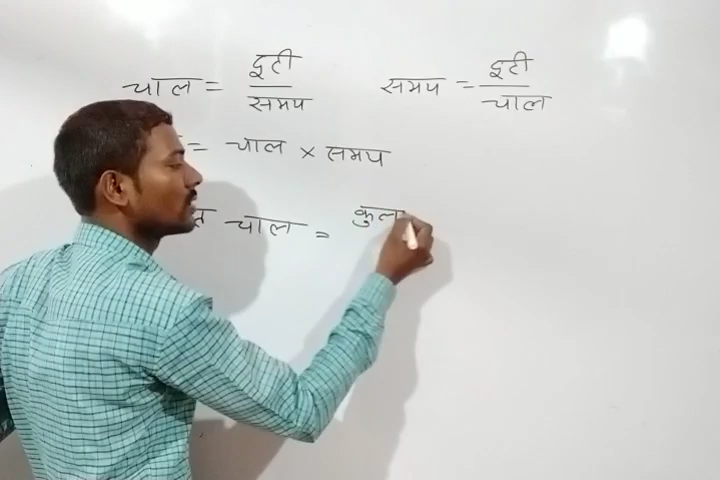 चाल = दूरी / समय समय = दूरी / चाल
= चाल × समय
त चाल = कुल